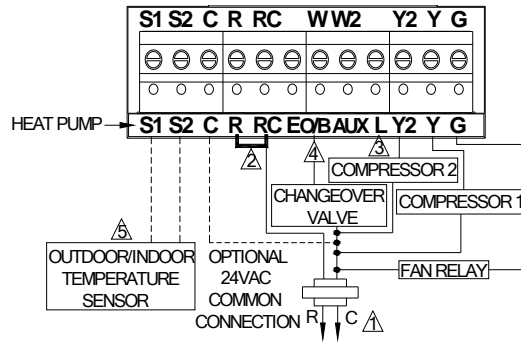 S1 S2 C R RC W W2 Y2 Y G
HEAT PUMP
S1 S2 C R RC E O/B AUX L Y2 Y G
2
4
3
COMPRESSOR 2
CHANGEOVER
VALVE
COMPRESSOR 1
5
OUTDOOR/INDOOR
TEMPERATURE
SENSOR
OPTIONAL
24VAC
COMMON
CONNECTION
FAN RELAY
R C 1